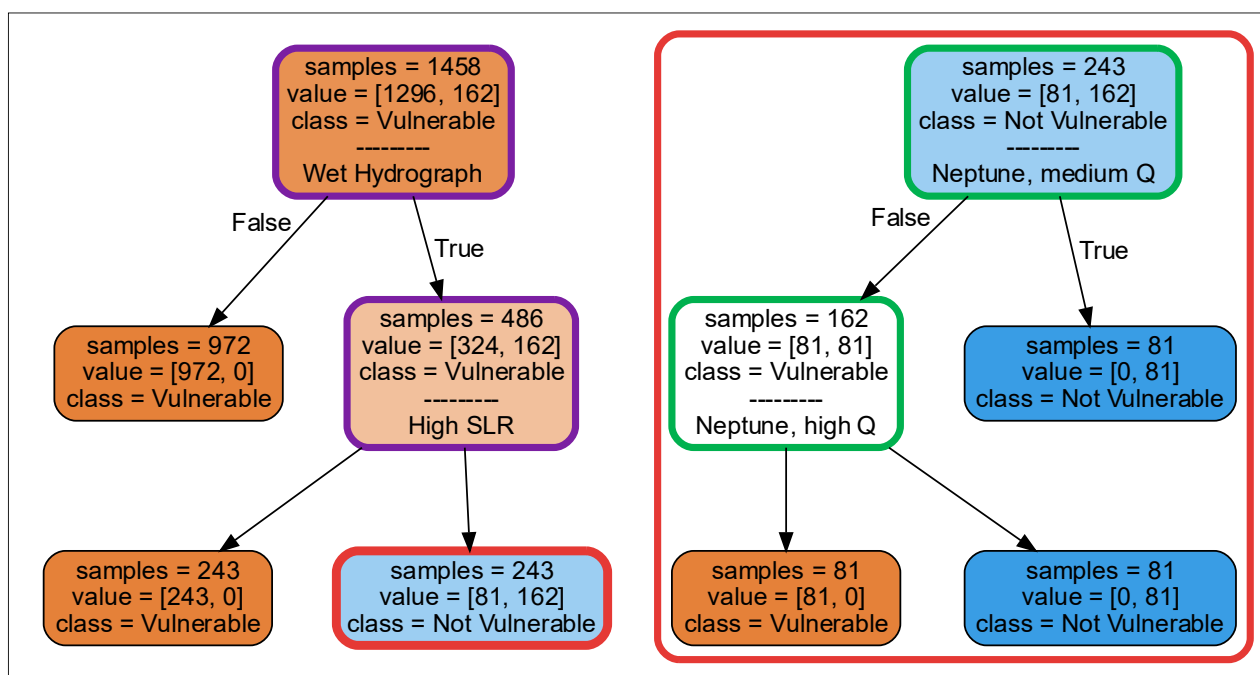 samples = 1458
value = [1296, 162]
class = Vulnerable
---------
Wet Hydrograph
False
True
samples = 972
value = [972, 0]
class = Vulnerable
samples = 486
value = [324, 162]
class = Vulnerable
---------
High SLR
samples = 243
value = [243, 0]
class = Vulnerable
samples = 243
value = [81, 162]
class = Not Vulnerable
samples = 243
value = [81, 162]
class = Not Vulnerable
---------
Neptune, medium Q
False
True
samples = 162
value = [81, 81]
class = Vulnerable
---------
Neptune, high Q
samples = 81
value = [0, 81]
class = Not Vulnerable
samples = 81
value = [81, 0]
class = Vulnerable
samples = 81
value = [0, 81]
class = Not Vulnerable